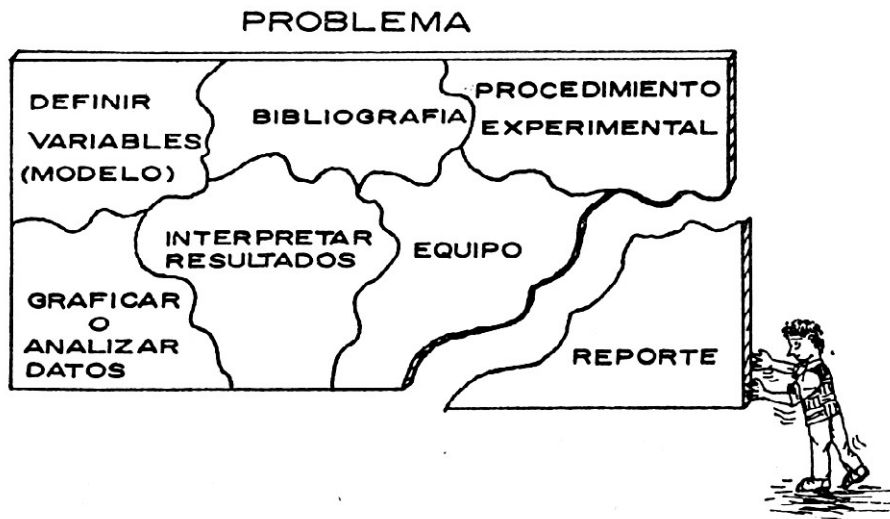 PROBLEMA
DEFINIR
VARIABLES
(MODELO)
BIBLIOGRAFIA
PROCEDIMIENTO
EXPERIMENTAL
INTERPRETAR
RESULTADOS
EQUIPO
GRAFICAR
O
ANALIZAR
DATOS
REPORTE